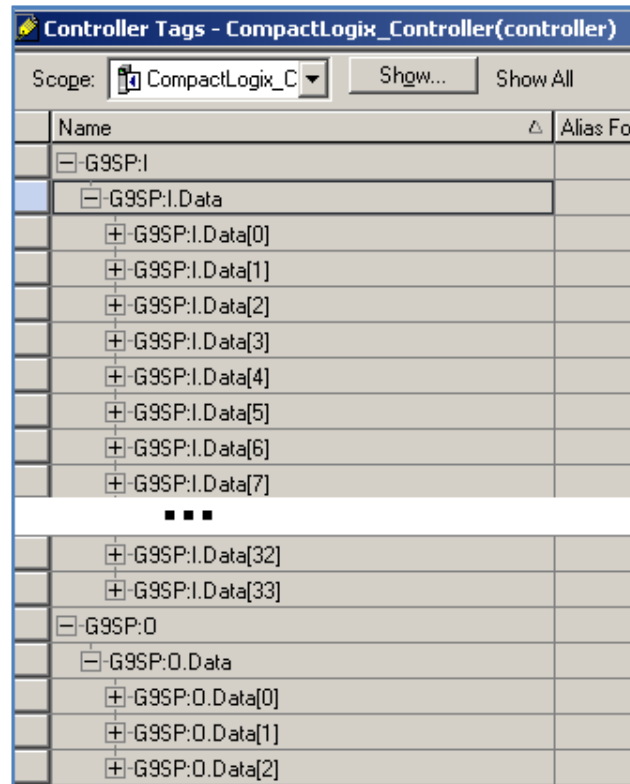 Controller Tags - CompactLogix_Controller(controller)
Scope: CompactLogix_C Show... Show All
Name Alias Fo
G9SP:I
G9SP:I.Data
G9SP:I.Data[0]
G9SP:I.Data[1]
G9SP:I.Data[2]
G9SP:I.Data[3]
G9SP:I.Data[4]
G9SP:I.Data[5]
G9SP:I.Data[6]
G9SP:I.Data[7]
...
G9SP:I.Data[32]
G9SP:I.Data[33]
G9SP:O
G9SP:O.Data
G9SP:O.Data[0]
G9SP:O.Data[1]
G9SP:O.Data[2]